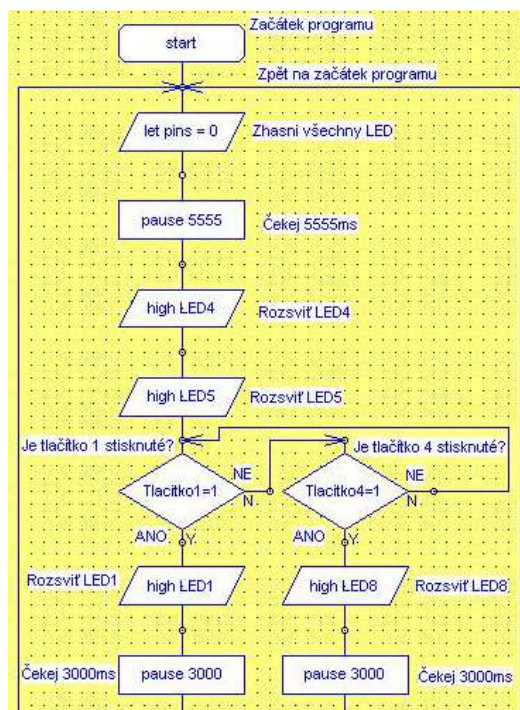 Začátek programu
start
Zpět na začátek programu
let pins = 0
Zhasni všechny LED
pause 5555
Čekej 5555ms
high LED4
Rozsviť LED4
high LED5
Rozsviť LED5
Je tlačítko 1 stisknuté?
Je tlačítko 4 stisknuté?
Tlacitko1=1
NE
N
Tlacitko4=1
NE
N
ANO
Y
ANO
Y
Rozsviť LED1
high LED1
high LED8
Rozsviť LED8
Čekej 3000ms
pause 3000
pause 3000
Čekej 3000ms